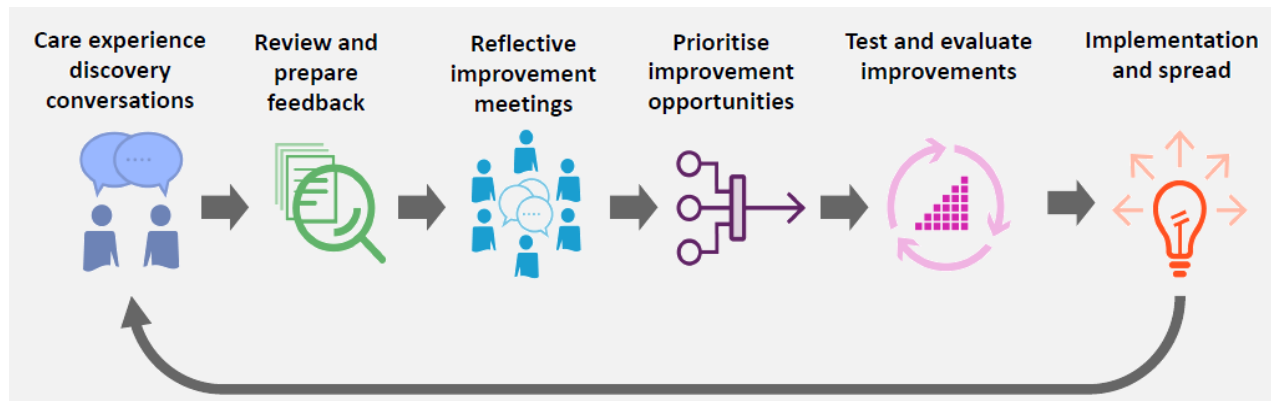 Care experience
discovery
conversations
Review and
prepare
feedback
Reflective
improvement
meetings
Prioritise
improvement
opportunities
Test and evaluate
improvements
Implementation
and spread